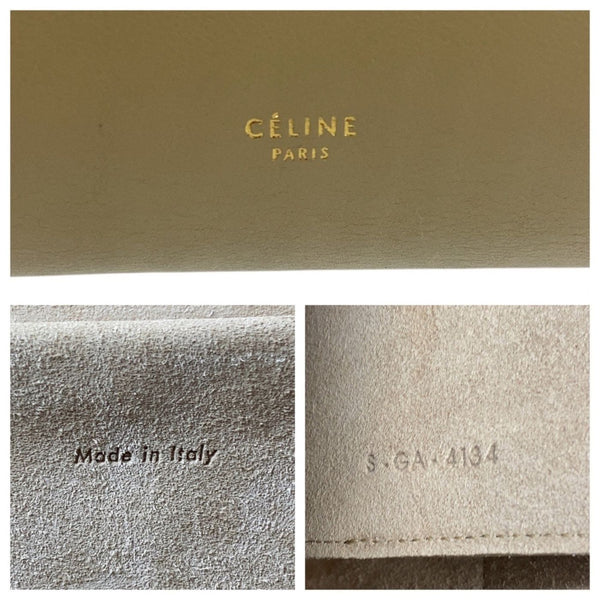 CÉLINE
PARIS
Made in Italy
S·GA·4134